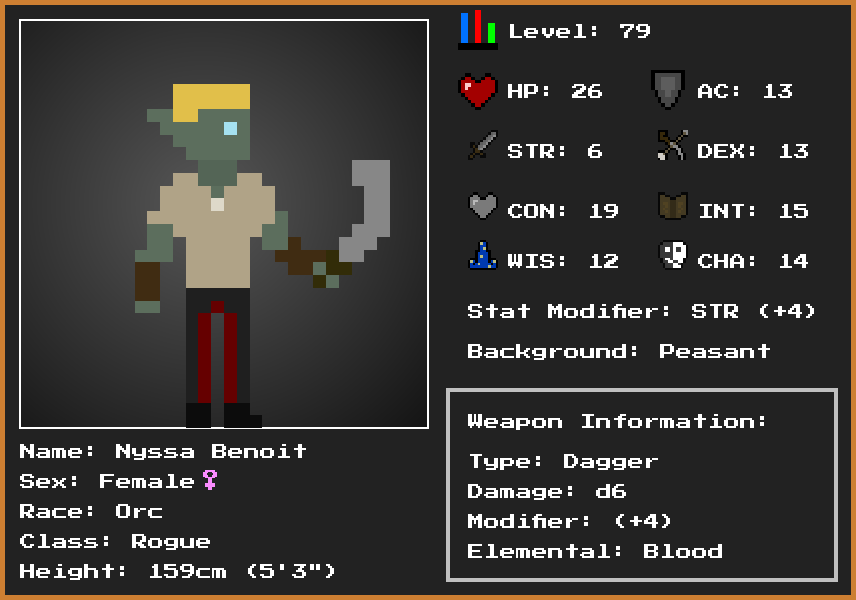 Level: 79
HP: 26 AC: 13
STR: 6 DEX: 13
CON: 19 INT: 15
WIS: 12 CHA: 14
Stat Modifier: STR (+4)
Background: Peasant
Weapon Information:
Type: Dagger
Damage: d6
Modifier: (+4)
Elemental: Blood
Name: Nyssa Benoit
Sex: Female♀
Race: Orc
Class: Rogue
Height: 159cm (5'3")